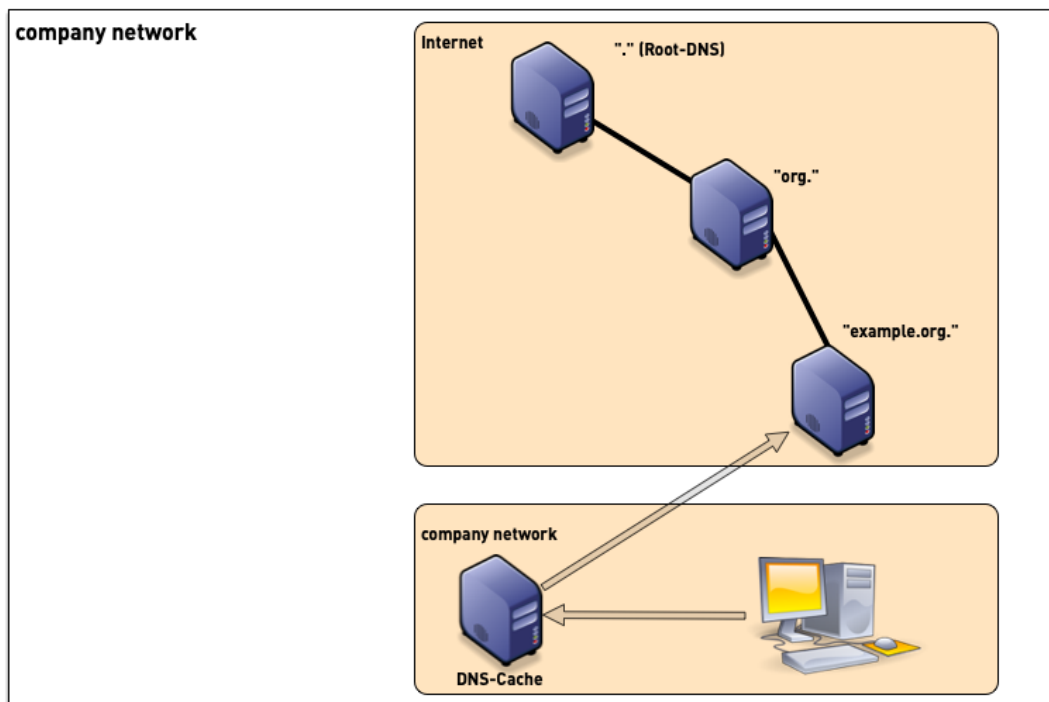 company network
Internet
"." (Root-DNS)
"org."
"example.org."
company network
DNS-Cache